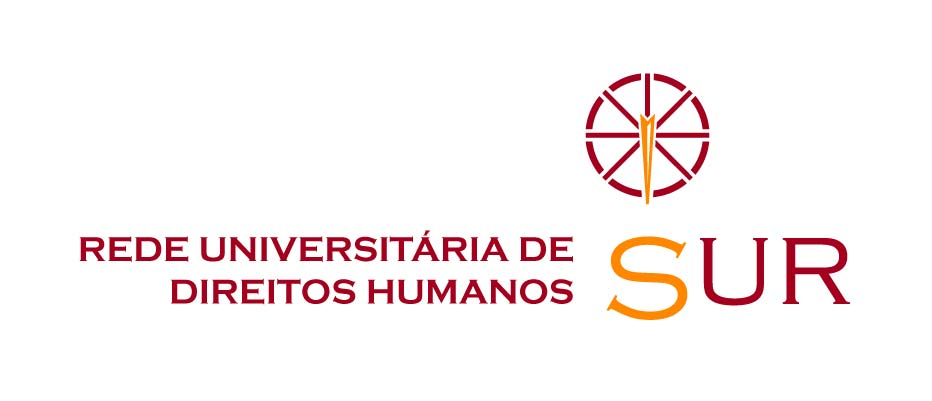 REDE UNIVERSITÁRIA DE
DIREITOS HUMANOS
SUR